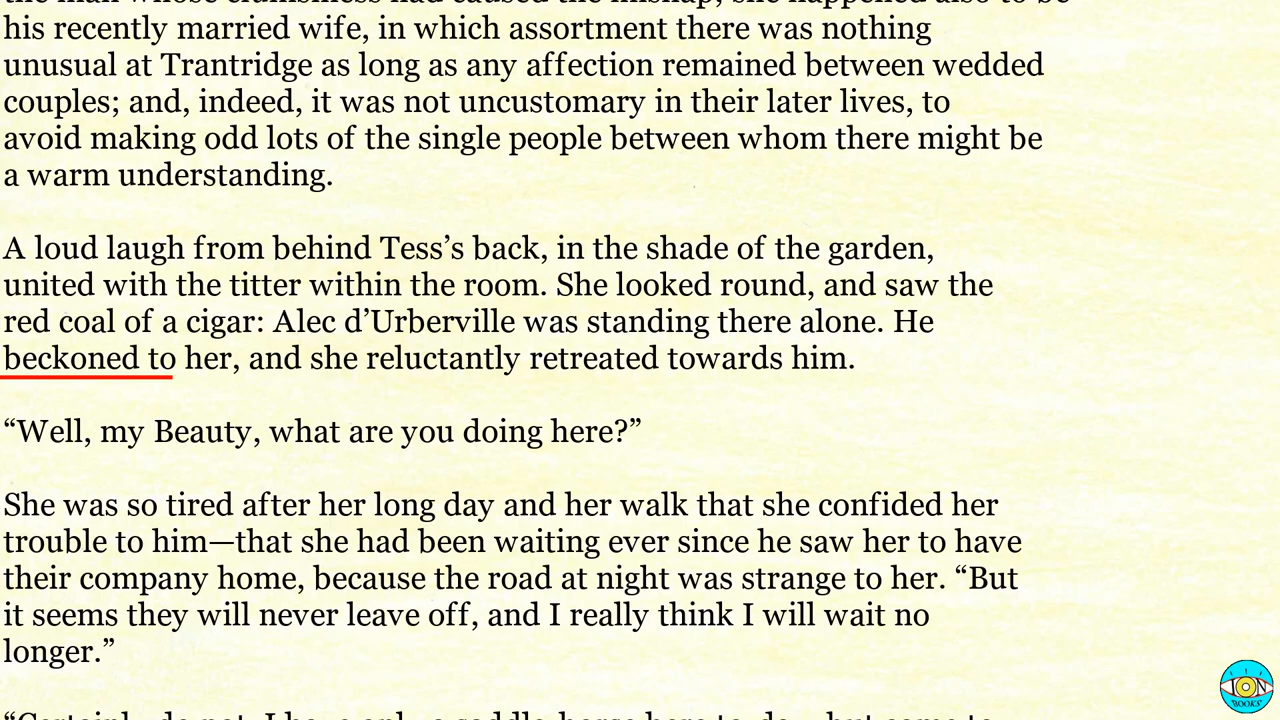 his recently married wife, in which assortment there was nothing
unusual at Trantridge as long as any affection remained between wedded
couples; and, indeed, it was not uncustomary in their later lives, to
avoid making odd lots of the single people between whom there might be
a warm understanding.
A loud laugh from behind Tess’s back, in the shade of the garden,
united with the titter within the room. She looked round, and saw the
red coal of a cigar: Alec d’Urberville was standing there alone. He
beckoned to her, and she reluctantly retreated towards him.
“Well, my Beauty, what are you doing here?”
She was so tired after her long day and her walk that she confided her
trouble to him—that she had been waiting ever since he saw her to have
their company home, because the road at night was strange to her. “But
it seems they will never leave off, and I really think I will wait no
longer.”
ION
BOOKS